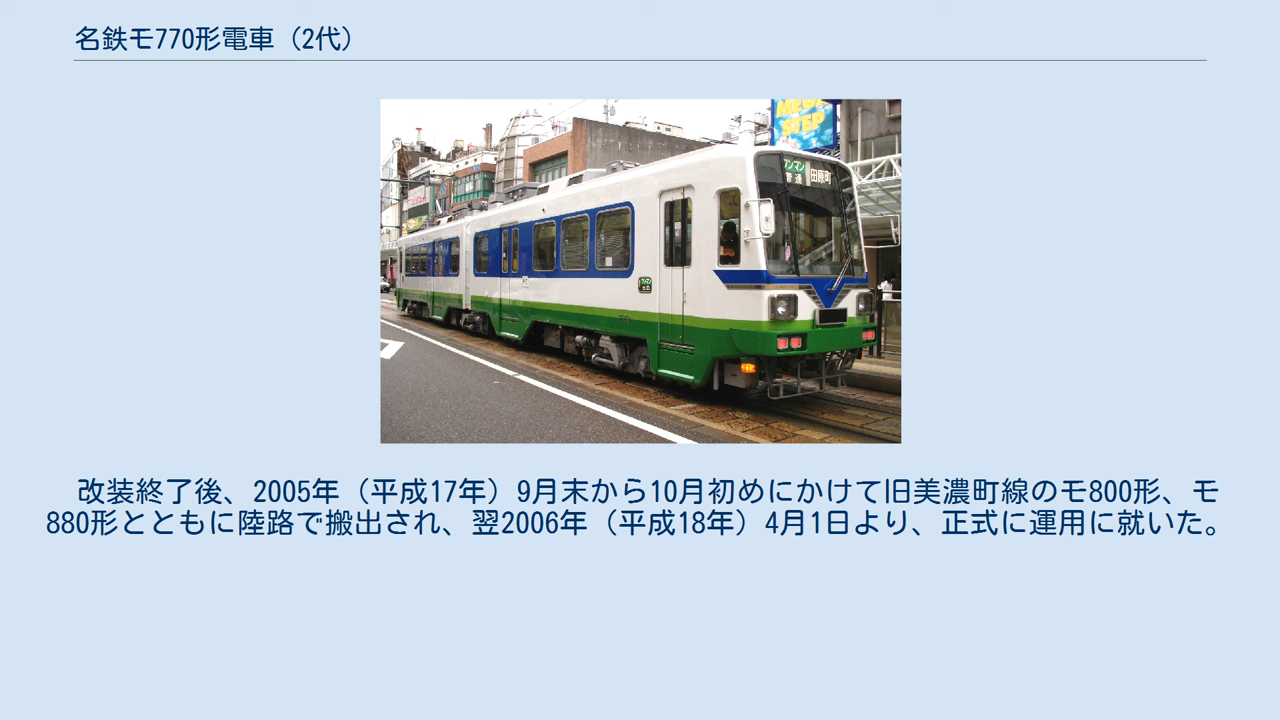 名鉄モ770形電車（2代）
MEGA
STEP
ワンマン
普通 田原町
改装終了後、2005年（平成17年）9月末から10月初めにかけて旧美濃町線のモ800形、モ
880形とともに陸路で搬出され、翌2006年（平成18年）4月1日より、正式に運用に就いた。